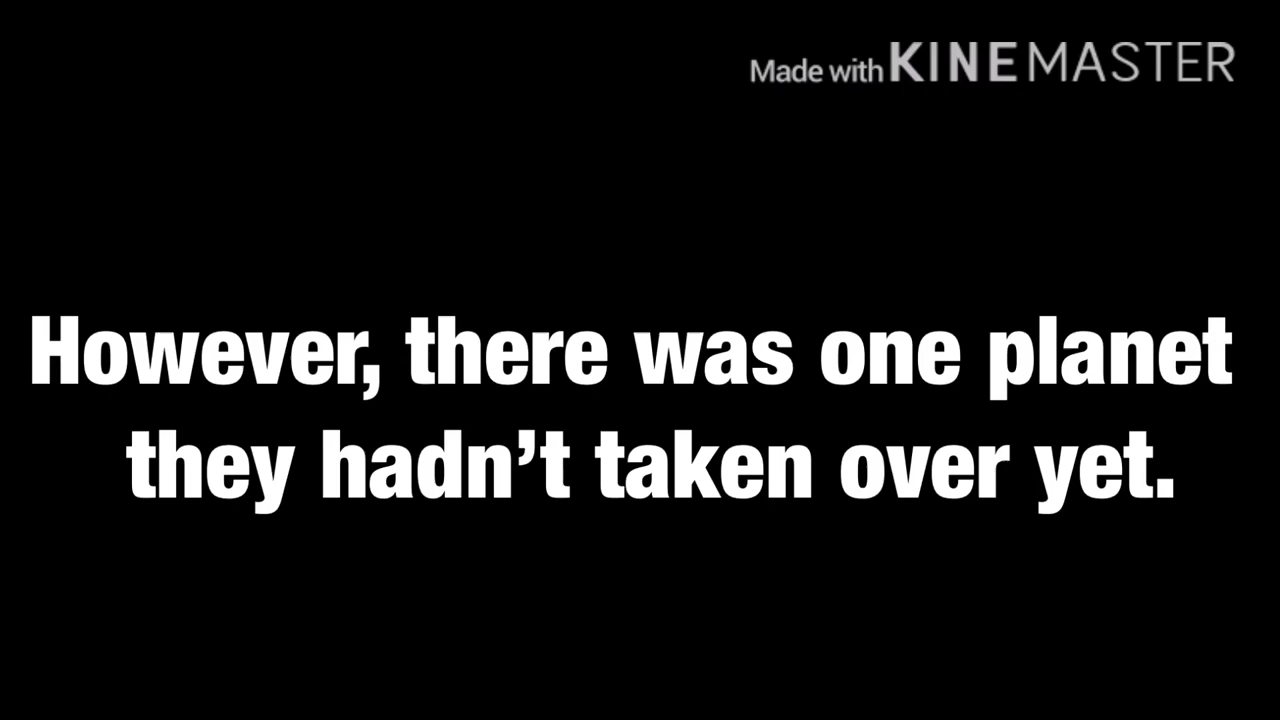 Made with KINEMASTER
However, there was one planet
they hadn’t taken over yet.